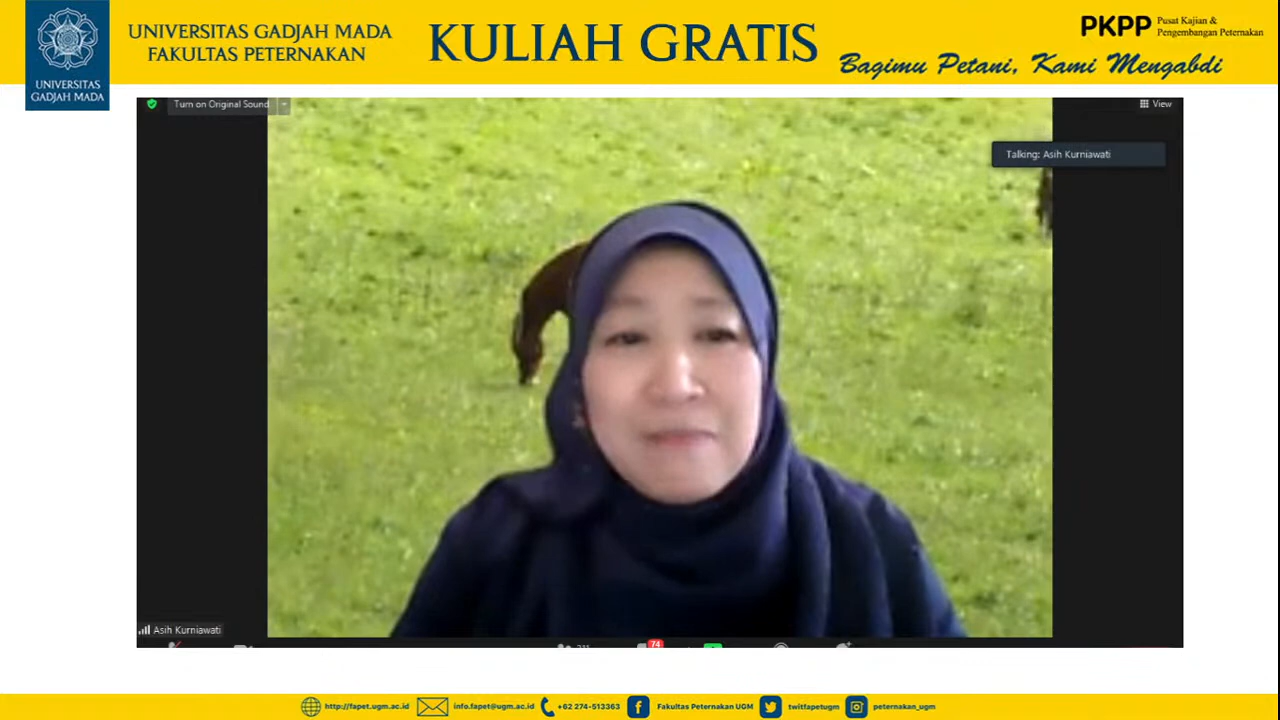 UNIVERSITAS
GADJAH MADA
UNIVERSITAS GADJAH MADA
FAKULTAS PETERNAKAN
KULIAH GRATIS
PKPP
Pusat Kajian &
Pengembangan Peternakan
Bagimu Petani, Kami Mengabdi
Turn on Original Sound
View
Talking: Asih Kurniawati
Asih Kurniawati
74
http://fapet.ugm.ac.id
info.fapet@ugm.ac.id
+62 274-513363
Fakultas Peternakan UGM
twitfapetugm
peternakan_ugm